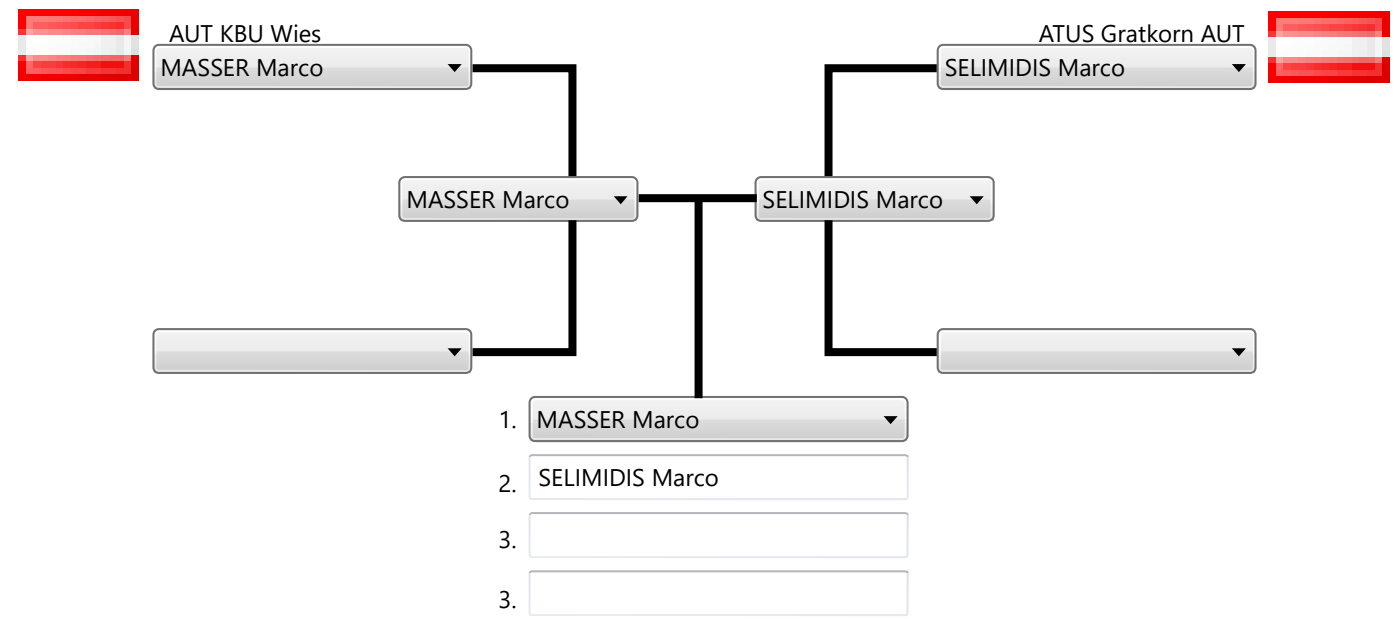 AUT KBU Wies
ATUS Gratkorn AUT
MASSER Marco
SELIMIDIS Marco
MASSER Marco
SELIMIDIS Marco
1. MASSER Marco
2. SELIMIDIS Marco
3.
3.